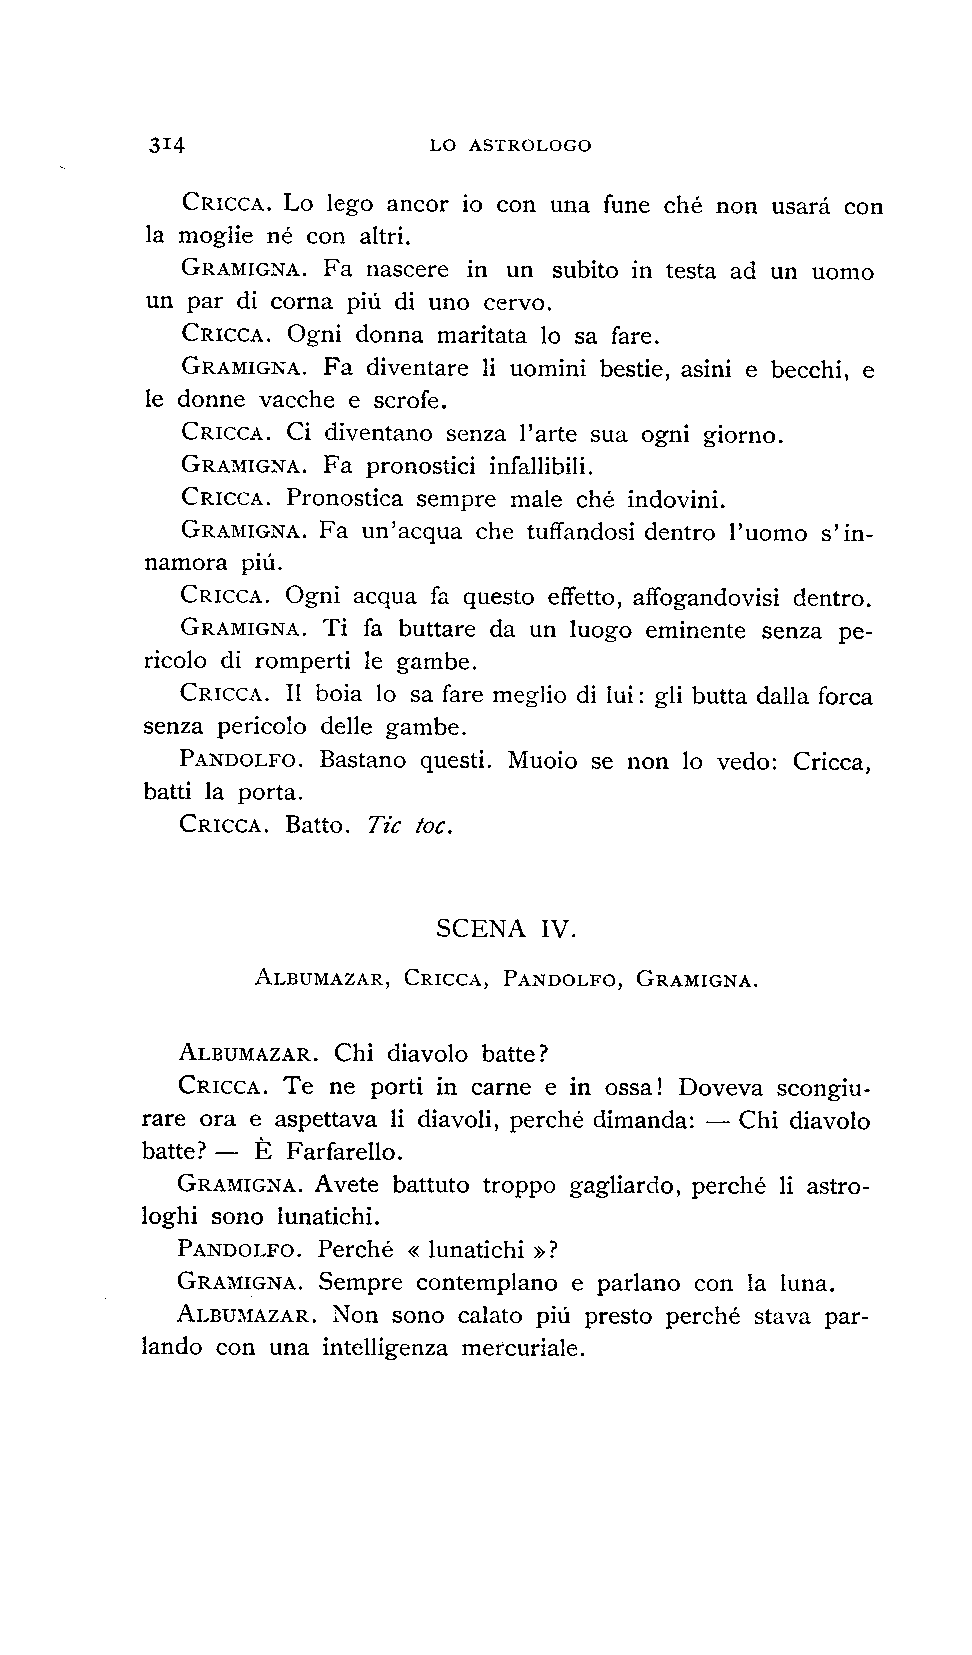 314 LO ASTROLOGO
CRICCA. Lo lego ancor io con una fune ché non usará con
la moglie né con altri.
GRAMIGNA. Fa nascere in un subito in testa ad un uomo
un par di corna piú di uno cervo.
CRICCA. Ogni donna maritata lo sa fare.
GRAMIGNA. Fa diventare li uomini bestie, asini e becchi, e
le donne vacche e scrofe.
CRICCA. Ci diventano senza l'arte sua ogni giorno.
GRAMIGNA. Fa pronostici infallibili.
CRICCA. Pronostica sempre male ché indovini.
GRAMIGNA. Fa un'acqua che tuffandosi dentro l'uomo s'in-
namora piú.
CRICCA. Ogni acqua fa questo effetto, affogandovisi dentro.
GRAMIGNA. Ti fa buttare da un luogo eminente senza pe-
ricolo di romperti le gambe.
CRICCA. Il boia lo sa fare meglio di lui: gli butta dalla forca
senza pericolo delle gambe.
PANDOLFO. Bastano questi. Muoio se non lo vedo: Cricca,
batti la porta.
CRICCA. Batto. Tic toc.
SCENA IV.
ALBUMAZAR, CRICCA, PANDOLFO, GRAMIGNA.
ALBUMAZAR. Chi diavolo batte?
CRICCA. Te ne porti in carne e in ossa! Doveva scongiu-
rare ora e aspettava li diavoli, perché dimanda: — Chi diavolo
batte? — È Farfarello.
GRAMIGNA. Avete battuto troppo gagliardo, perché li astro-
loghi sono lunatichi.
PANDOLFO. Perché « lunatichi »?
GRAMIGNA. Sempre contemplano e parlano con la luna.
ALBUMAZAR. Non sono calato piú presto perché stava par-
lando con una intelligenza mercuriale.